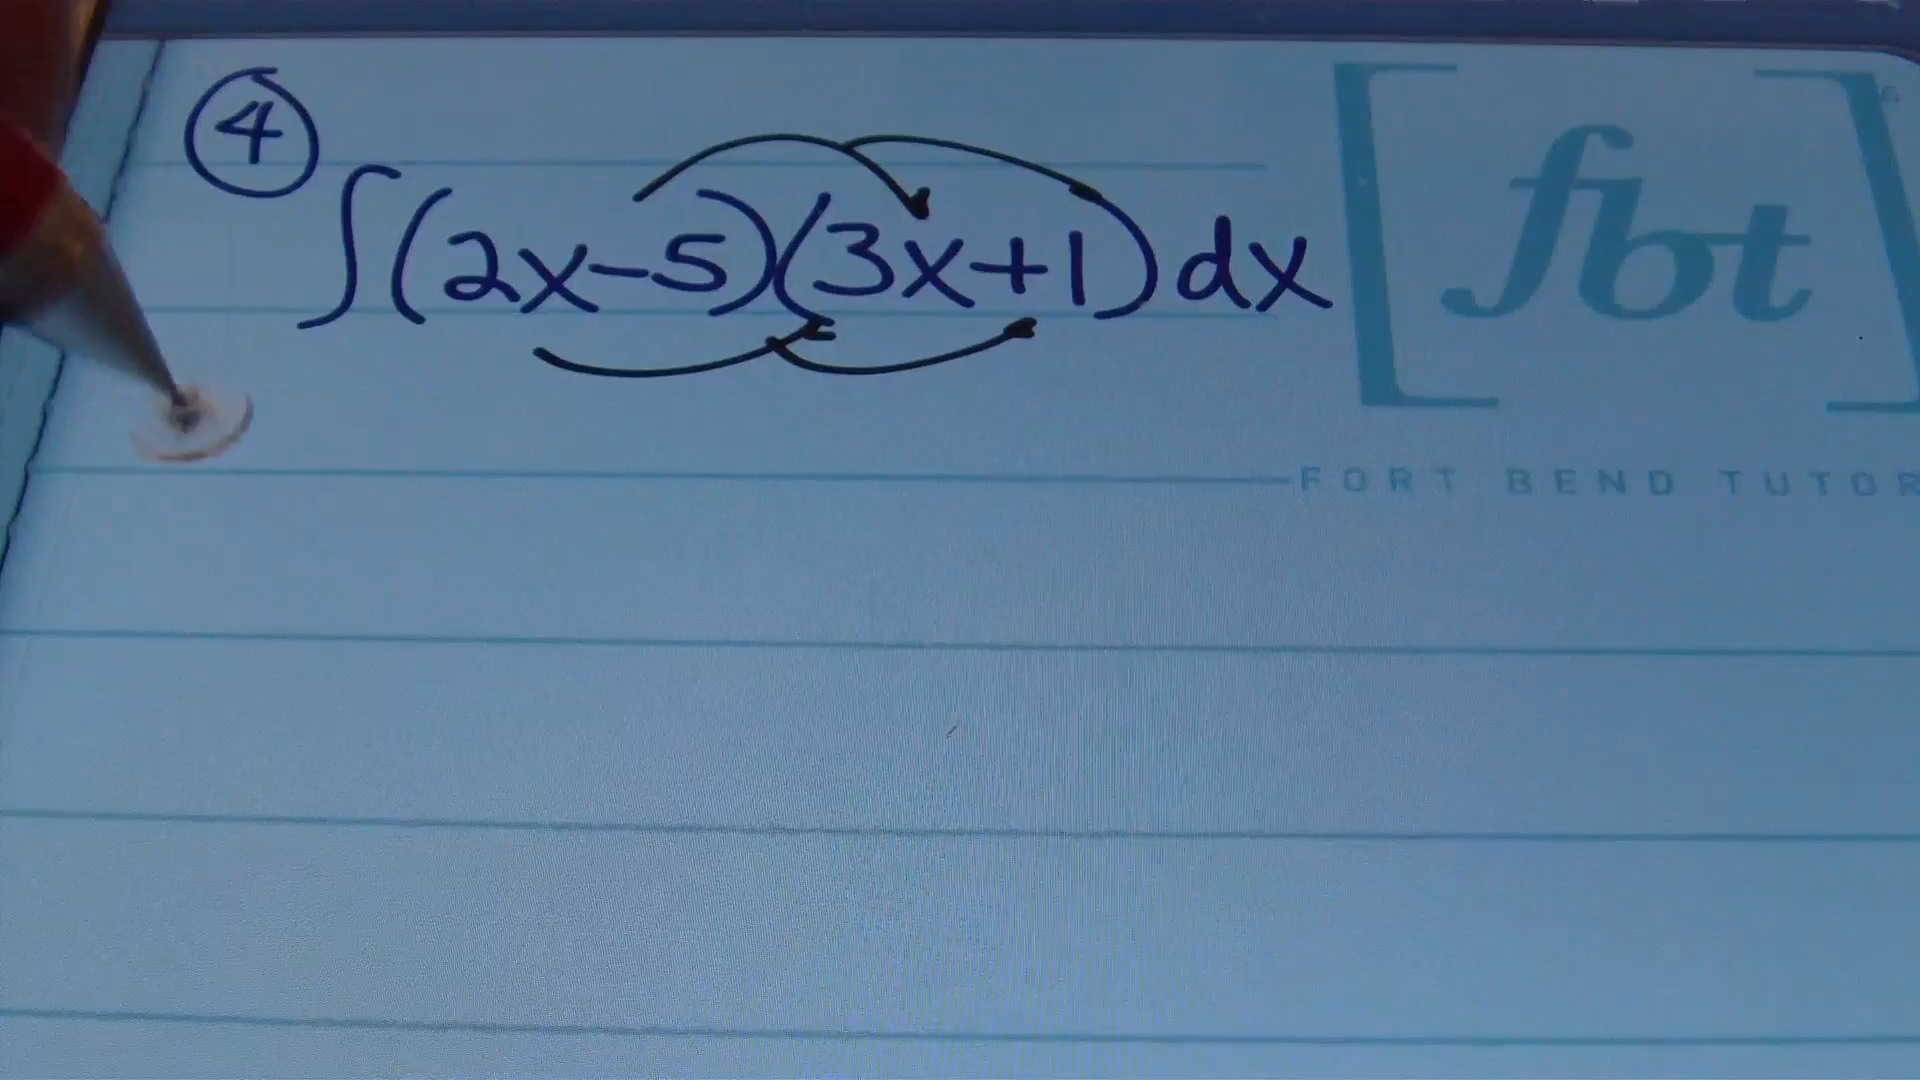 ④
∫(2x-5)(3x+1)dx
fbt
FORT BEND TUTOR